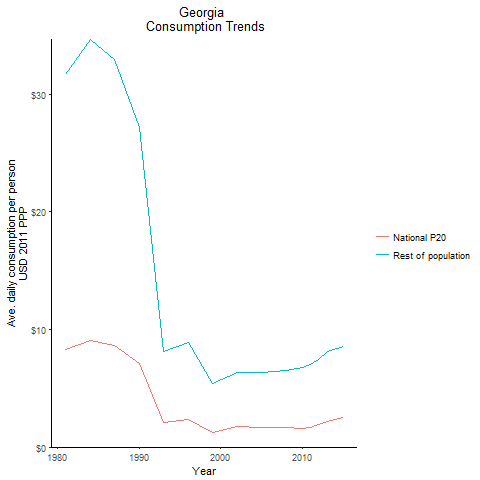 Georgia
Consumption Trends
Ave. daily consumption per person
USD 2011 PPP
$30
$20
$10
$0
1980
1990
2000
2010
Year
National P20
Rest of population